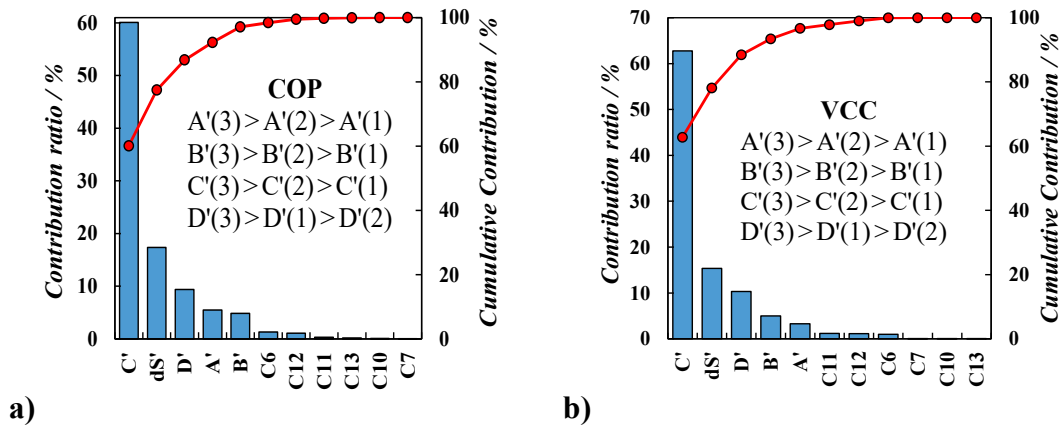 Contribution ratio / %
70
60
50
40
30
20
10
0
COP
A'(3) > A'(2) > A'(1)
B'(3) > B'(2) > B'(1)
C'(3) > C'(2) > C'(1)
D'(3) > D'(1) > D'(2)
100
80
60
40
20
0
Cumulative Contribution / %
C'
dS'
D'
A'
B'
C6
C12
C11
C13
C10
C7
a)
Contribution ratio / %
70
60
50
40
30
20
10
0
VCC
A'(3) > A'(2) > A'(1)
B'(3) > B'(2) > B'(1)
C'(3) > C'(2) > C'(1)
D'(3) > D'(1) > D'(2)
100
80
60
40
20
0
Cumulative Contribution / %
C'
dS'
D'
B'
A'
C11
C12
C6
C7
C10
C13
b)